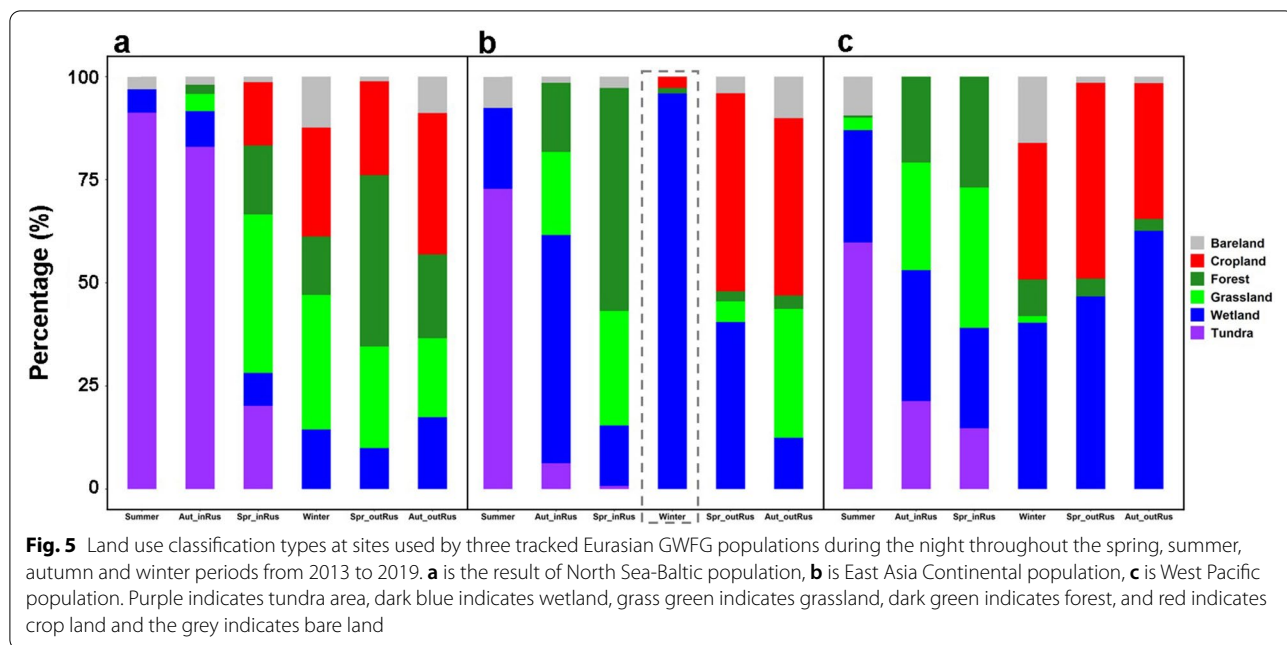 a b c
100
75
50
25
0
Percentage (%)
Summer Aut_inRus Spr_inRus Winter Spr_outRus Aut_outRus Summer Aut_inRus Spr_inRus Winter Spr_outRus Aut_outRus Summer Aut_inRus Spr_inRus Winter Spr_outRus Aut_outRus
Bareland
Cropland
Forest
Grassland
Wetland
Tundra
Fig. 5 Land use classification types at sites used by three tracked Eurasian GWFG populations during the night throughout the spring, summer,
autumn and winter periods from 2013 to 2019. a is the result of North Sea-Baltic population, b is East Asia Continental population, c is West Pacific
population. Purple indicates tundra area, dark blue indicates wetland, grass green indicates grassland, dark green indicates forest, and red indicates
crop land and the grey indicates bare land